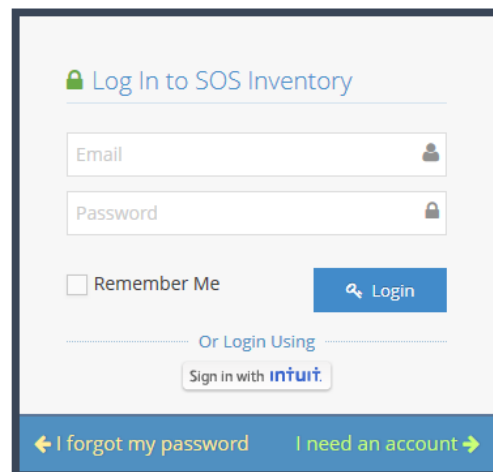 Log In to SOS Inventory
Email
Password
Remember Me
Login
Or Login Using
Sign in with intuit.
I forgot my password
I need an account